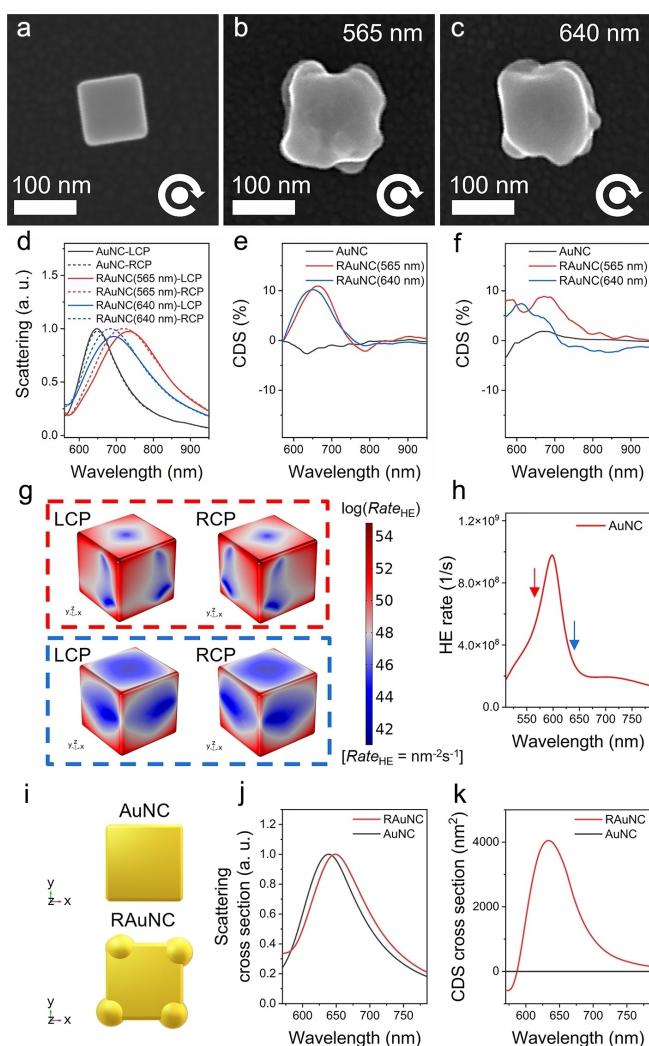 a
b
565 nm
c
640 nm
100 nm
100 nm
100 nm
d
AuNC-LCP
AuNC-RCP
RAuNC(565 nm)-LCP
RAuNC(565 nm)-RCP
RAuNC(640 nm)-LCP
RAuNC(640 nm)-RCP
1.5
1.0
0.5
0.0
Scattering (a. u.)
600 700 800 900
Wavelength (nm)
e
AuNC
RAuNC(565 nm)
RAuNC(640 nm)
10
0
-10
CDS (%)
600 700 800 900
Wavelength (nm)
f
AuNC
RAuNC(565 nm)
RAuNC(640 nm)
10
0
-10
CDS (%)
600 700 800 900
Wavelength (nm)
g
LCP
RCP
y z x
y z x
LCP
RCP
y z x
y z x
log(RateHE)
54
52
50
48
46
44
42
[RateHE = nm-2s-1]
h
AuNC
1.2×10⁹
8.0×10⁸
4.0×10⁸
0.0
HE rate (1/s)
550 600 650 700 750
Wavelength (nm)
i
AuNC
y
z x
RAuNC
y
z x
j
RAuNC
AuNC
1.2
1.0
0.8
0.6
0.4
0.2
0.0
Scattering
cross section (a. u.)
600 650 700 750
Wavelength (nm)
k
RAuNC
AuNC
4000
2000
0
CDS cross section (nm²)
600 650 700 750
Wavelength (nm)